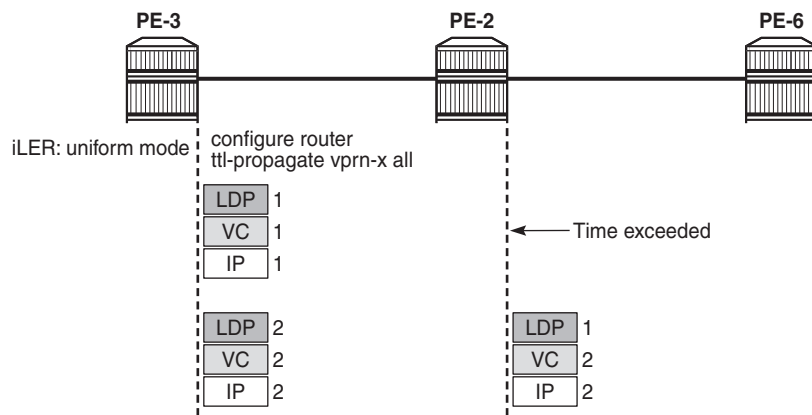 PE-3 PE-2 PE-6
iLER: uniform mode
configure router
ttl-propagate vprn-x all
LDP 1
VC 1
IP 1
Time exceeded
LDP 2
VC 2
IP 2
LDP 1
VC 2
IP 2